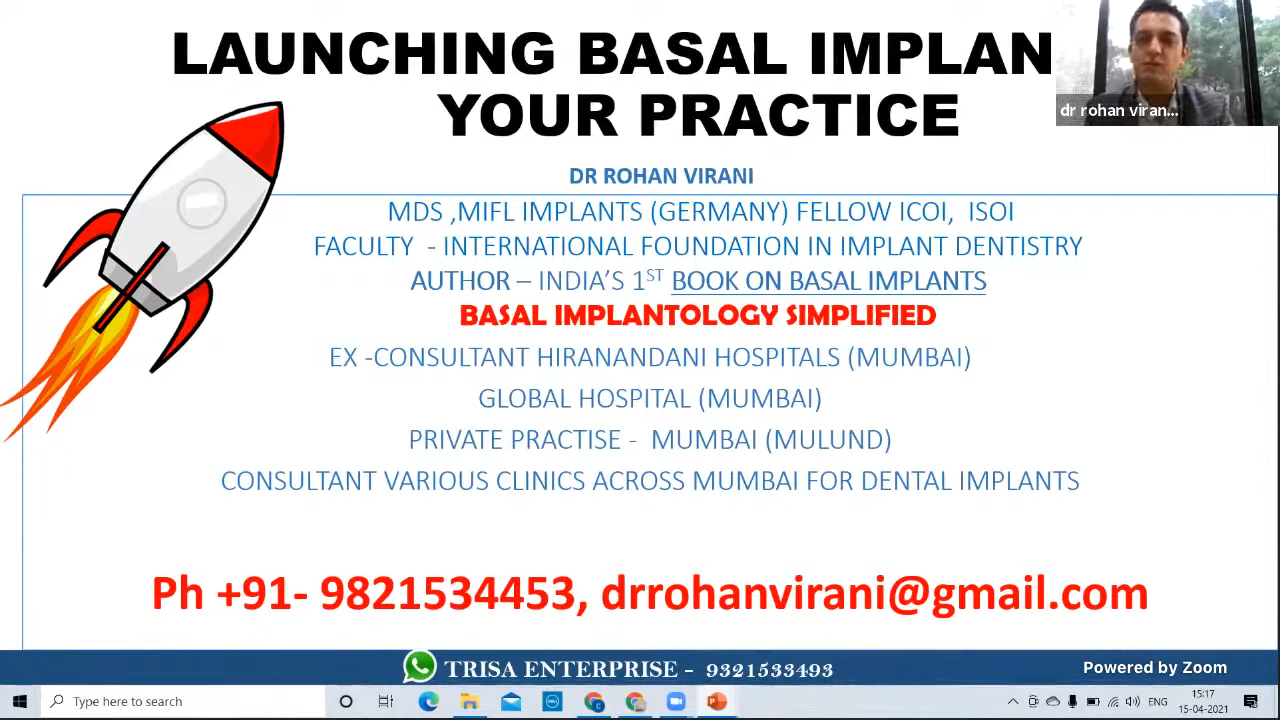 LAUNCHING BASAL IMPLAN
YOUR PRACTICE
dr rohan viran...
DR ROHAN VIRANI
MDS ,MIFL IMPLANTS (GERMANY) FELLOW ICOI, ISOI
FACULTY - INTERNATIONAL FOUNDATION IN IMPLANT DENTISTRY
AUTHOR – INDIA’S 1ST BOOK ON BASAL IMPLANTS
BASAL IMPLANTOLOGY SIMPLIFIED
EX -CONSULTANT HIRANANDANI HOSPITALS (MUMBAI)
GLOBAL HOSPITAL (MUMBAI)
PRIVATE PRACTISE - MUMBAI (MULUND)
CONSULTANT VARIOUS CLINICS ACROSS MUMBAI FOR DENTAL IMPLANTS
Ph +91- 9821534453, drrohanvirani@gmail.com
TRISA ENTERPRISE - 9321533493
Powered by Zoom
Type here to search
ENG
15:17
15-04-2021